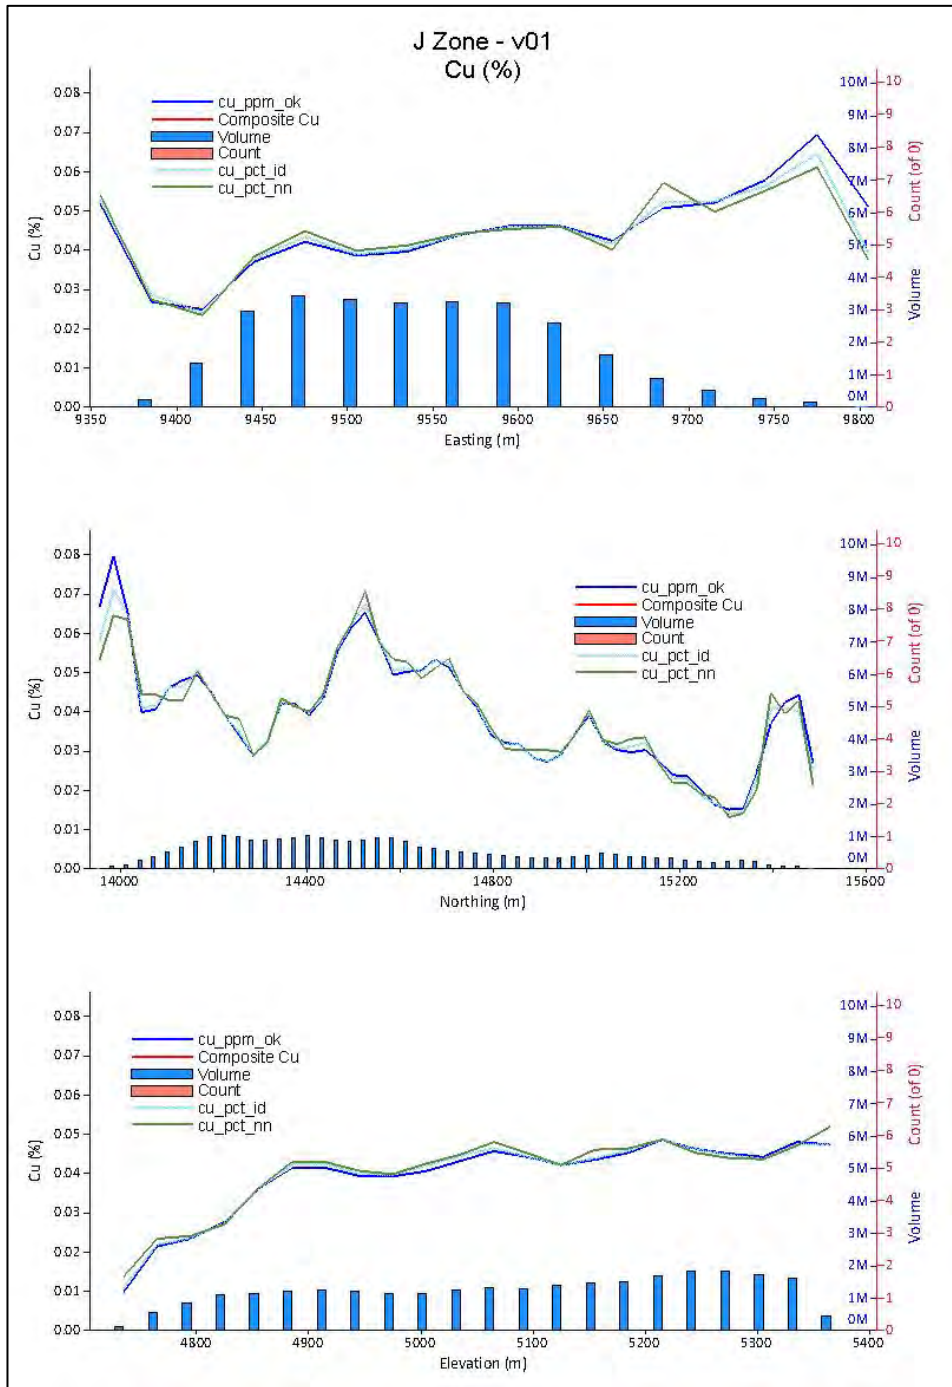 J Zone - v01
Cu (%)
cu_ppm_ok
Composite Cu
Volume
Count
cu_pct_id
cu_pct_nn
Cu (%)
0.08
0.07
0.06
0.05
0.04
0.03
0.02
0.01
0.00
9350
9400
9450
9500
9550
9600
9650
9700
9750
9800
Easting (m)
10M
9M
8M
7M
6M
5M
4M
3M
2M
1M
0M
Volume
10
9
8
7
6
5
4
3
2
1
0
Count (of 0)
cu_ppm_ok
Composite Cu
Volume
Count
cu_pct_id
cu_pct_nn
Cu (%)
0.08
0.07
0.06
0.05
0.04
0.03
0.02
0.01
0.00
14000
14400
14800
15200
15600
Northing (m)
10M
9M
8M
7M
6M
5M
4M
3M
2M
1M
0M
Volume
10
9
8
7
6
5
4
3
2
1
0
Count (of 0)
cu_ppm_ok
Composite Cu
Volume
Count
cu_pct_id
cu_pct_nn
Cu (%)
0.08
0.07
0.06
0.05
0.04
0.03
0.02
0.01
0.00
4800
4900
5000
5100
5200
5300
5400
Elevation (m)
10M
9M
8M
7M
6M
5M
4M
3M
2M
1M
0M
Volume
10
9
8
7
6
5
4
3
2
1
0
Count (of 0)